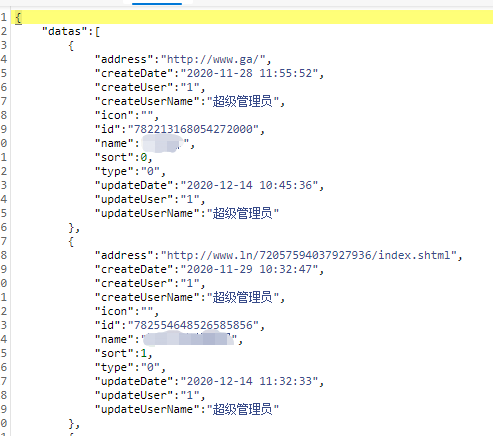 1 {
2 "datas":[
3 {
4 "address":"http://www.ga/",
5 "createDate":"2020-11-28 11:55:52",
6 "createUser":"1",
7 "createUserName":"超级管理员",
8 "icon":"",
9 "id":"782213168054272000",
0 "name": ",
1 "sort":0,
2 "type":"0",
3 "updateDate":"2020-12-14 10:45:36",
4 "updateUser":"1",
5 "updateUserName":"超级管理员"
6 },
7 {
8 "address":"http://www.ln/72057594037927936/index.shtml",
9 "createDate":"2020-11-29 10:32:47",
0 "createUser":"1",
1 "createUserName":"超级管理员",
2 "icon":"",
3 "id":"782554648526585856",
4 "name": ",
5 "sort":1,
6 "type":"0",
7 "updateDate":"2020-12-14 11:32:33",
8 "updateUser":"1",
9 "updateUserName":"超级管理员"
0 },